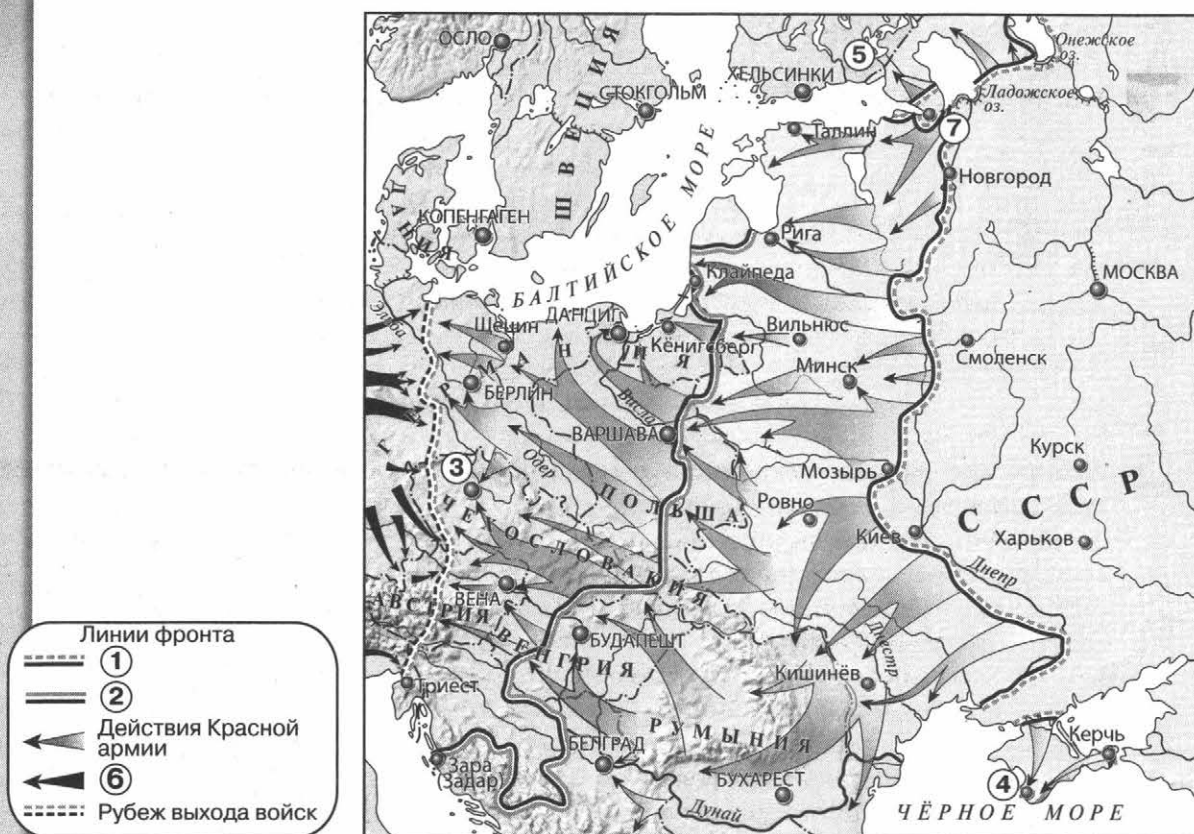 ОСЛО
ШВЕЦИЯ
СТОКГОЛЬМ
5
ХЕЛЬСИНКИ
Онежское
оз.
Ладожское
оз.
7
Таллин
Новгород
ДАНИЯ
КОПЕНГАГЕН
БАЛТИЙСКОЕ МОРЕ
Рига
МОСКВА
Клайпеда
Эльба
Щецин
ДАНЦИГ
Кёнигсберг
Вильнюс
Смоленск
ГЕРМАНИЯ
БЕРЛИН
Минск
Висла
ВАРШАВА
Курск
3
Одер
Мозырь
СССР
ПОЛЬША
Ровно
Киев
Харьков
ЧЕХОСЛОВАКИЯ
Днепр
ВЕНА
АВСТРИЯ
БУДАПЕШТ
ВЕНГРИЯ
Днестр
Кишинёв
Триест
РУМЫНИЯ
Керчь
БЕЛГРАД
Зара
Задар)
БУХАРЕСТ
4
Дунай
ЧЁРНОЕ МОРЕ
Линии фронта
1
2
Действия Красной
армии
6
Рубеж выхода войск